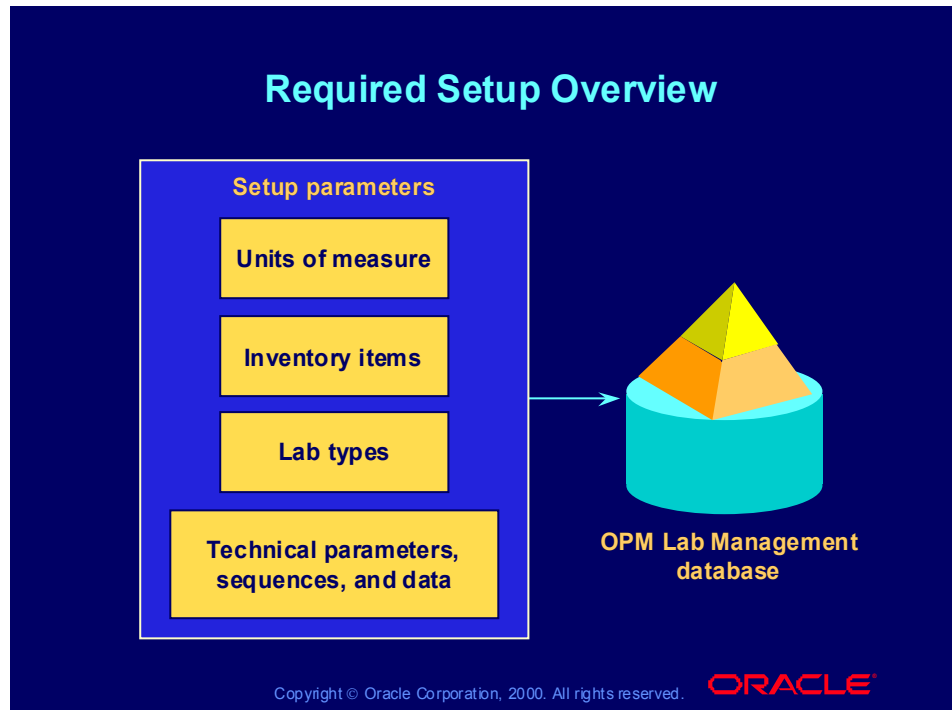 Required Setup Overview
Setup parameters
Units of measure
Inventory items
Lab types
Technical parameters,
sequences, and data
OPM Lab Management
database
Copyright © Oracle Corporation, 2000. All rights reserved.
ORACLE®